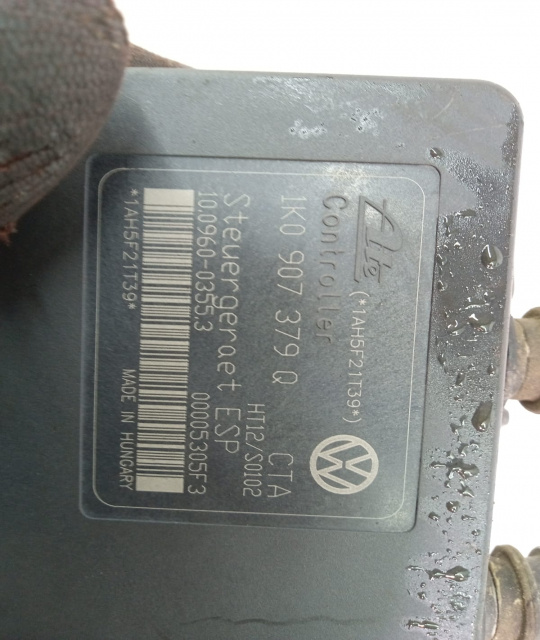 Ate (*1AH5F21T39*)
Controller
1K0 907 379 Q CTA
HT12/S0102
Steuergeraet ESP
10.0960-0355.3 00005305F3
*1AH5F21T39* MADE IN HUNGARY